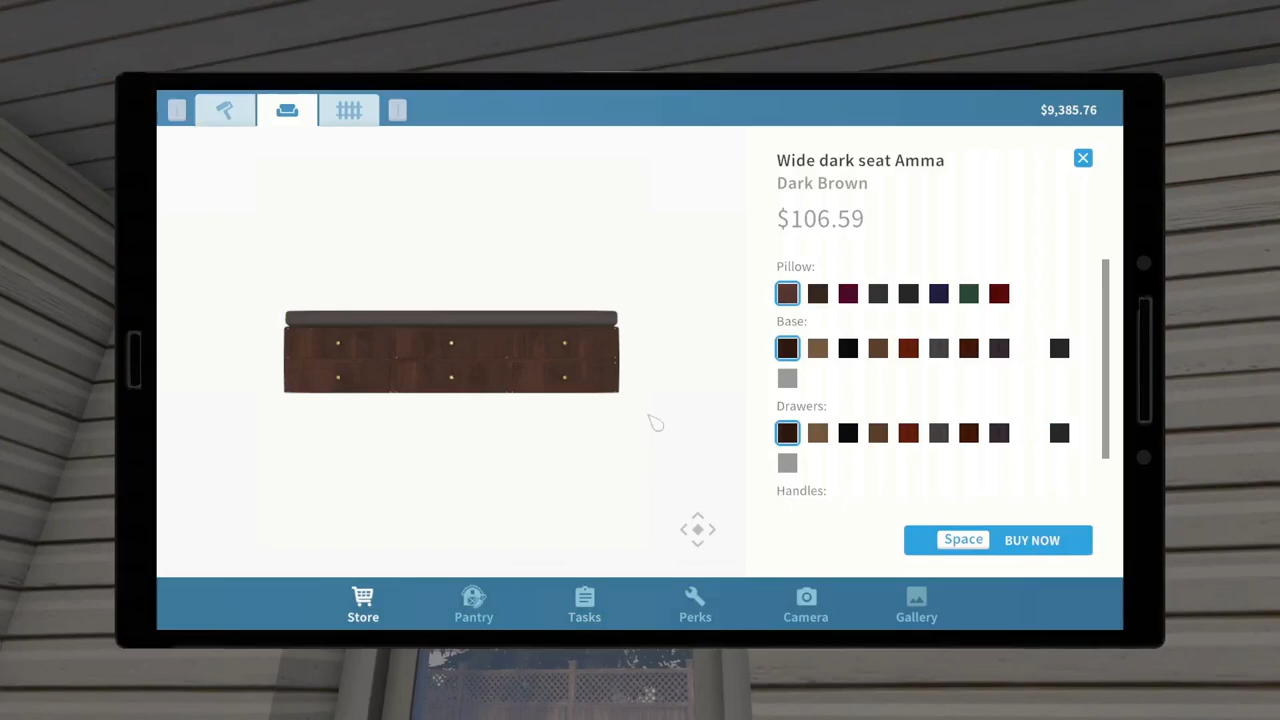 $9,385.76
Wide dark seat Amma
Dark Brown
$106.59
Pillow:
Base:
Drawers:
Handles:
Space BUY NOW
Store Pantry Tasks Perks Camera Gallery